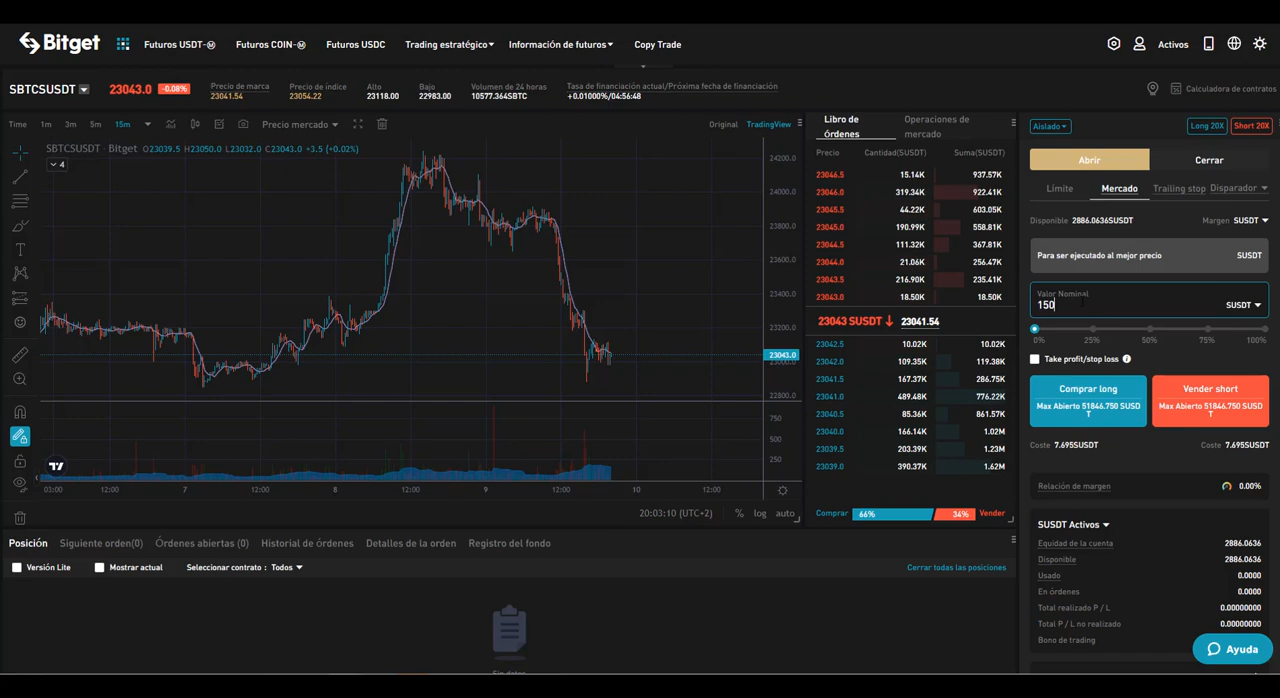 Bitget
Futuros USDT-Ⓜ Futuros COIN-Ⓜ Futuros USDC Trading estratégico Información de futuros Copy Trade
Activos
SBTCSUSDT 23043.0 -0.08%
Precio de marca
23041.54
Precio de índice
23054.22
Alto
23118.00
Bajo
22983.00
Volumen de 24 horas
10577.364SBTC
Tasa de financiación actual/Próxima fecha de financiación
+0.01000%/04:56:48
Calculadora de contratos
Time 1m 3m 5m 15m Precio mercado Original TradingView
SBTCSUSDT · Bitget O23039.5 H23050.0 L23032.0 C23043.0 +3.5 (+0.02%)
4
24200.0
24000.0
23800.0
23600.0
23400.0
23200.0
23043.0
23000.0
22800.0
750
500
250
03:00 12:00 7 12:00 8 12:00 9 12:00 10 12:00
20:03:10 (UTC+2) % log auto
Libro de
órdenes
Operaciones de
mercado
Precio Cantidad(SUSDT) Suma(SUSDT)
23046.5 15.14K 937.57K
23046.0 319.34K 922.41K
23045.5 44.22K 603.05K
23045.0 190.99K 558.81K
23044.5 111.32K 367.81K
23044.0 21.06K 256.47K
23043.5 216.90K 235.41K
23043.0 18.50K 18.50K
23043 SUSDT ↓ 23041.54
23042.5 10.02K 10.02K
23042.0 109.35K 119.38K
23041.5 167.37K 286.75K
23041.0 489.48K 776.22K
23040.5 85.36K 861.57K
23040.0 166.14K 1.02M
23039.5 203.39K 1.23M
23039.0 390.37K 1.62M
Comprar 66% 34% Vender
Aislado Long 20X Short 20X
Abrir Cerrar
Límite Mercado Trailing stop Disparador
Disponible 2886.0636SUSDT Margen SUSDT
Para ser ejecutado al mejor precio SUSDT
Valor Nominal
150 SUSDT
0% 25% 50% 75% 100%
Take profit/stop loss
Comprar long
Max Abierto 51846.750 SUSD
T
Vender short
Max Abierto 51846.750 SUSD
T
Coste 7.695SUSDT Coste 7.695SUSDT
Relación de margen 0.00%
SUSDT Activos
Equidad de la cuenta 2886.0636
Disponible 2886.0636
Usado 0.0000
En órdenes 0.0000
Total realizado P / L 0.00000000
Total P / L no realizado 0.00000000
Bono de trading
Ayuda
Posición Siguiente orden(0) Órdenes abiertas (0) Historial de órdenes Detalles de la orden Registro del fondo
Versión Lite Mostrar actual Seleccionar contrato : Todos Cerrar todas las posiciones